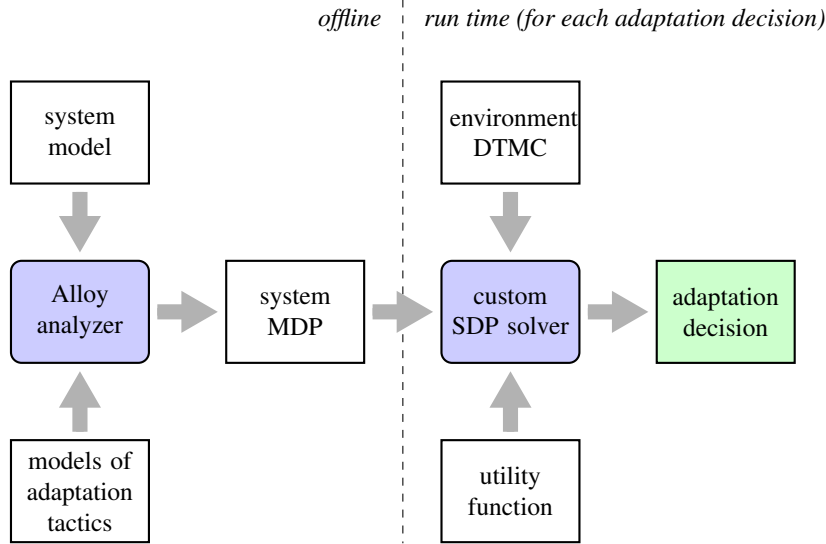 offline
run time (for each adaptation decision)
system
model
environment
DTMC
Alloy
analyzer
system
MDP
custom
SDP solver
adaptation
decision
models of
adaptation
tactics
utility
function